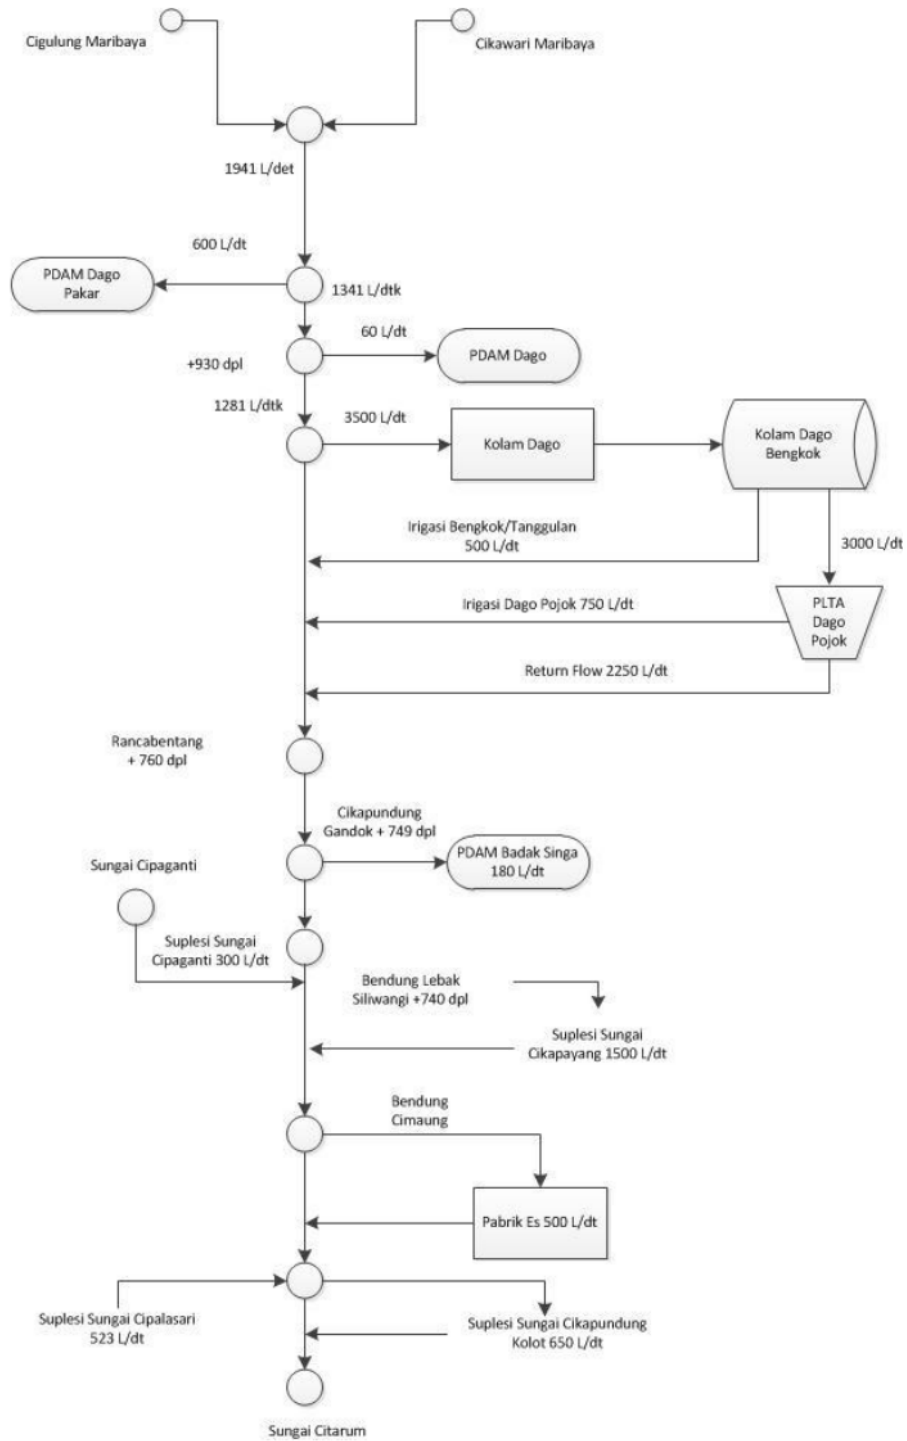 Cigulung Maribaya
Cikawari Maribaya
1941 L/det
600 L/dt
PDAM Dago
Pakar
1341 L/dtk
60 L/dt
PDAM Dago
+930 dpl
1281 L/dtk
3500 L/dt
Kolam Dago
Kolam Dago
Bengkok
Irigasi Bengkok/Tanggulan
500 L/dt
3000 L/dt
Irigasi Dago Pojok 750 L/dt
PLTA
Dago
Pojok
Return Flow 2250 L/dt
Rancabentang
+ 760 dpl
Cikapundung
Gandok + 749 dpl
PDAM Badak Singa
180 L/dt
Sungai Cipaganti
Suplesi Sungai
Cipaganti 300 L/dt
Bendung Lebak
Siliwangi +740 dpl
Suplesi Sungai
Cikapayang 1500 L/dt
Bendung
Cimaung
Pabrik Es 500 L/dt
Suplesi Sungai Cipalasari
523 L/dt
Suplesi Sungai Cikapundung
Kolot 650 L/dt
Sungai Citarum